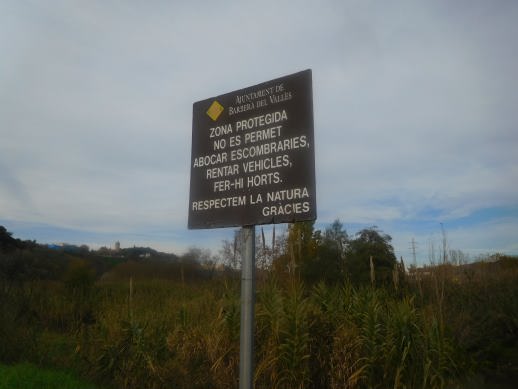 AJUNTAMENT DE
BARBERÀ DEL VALLÈS
ZONA PROTEGIDA
NO ES PERMET
ABOCAR ESCOMBRARIES,
RENTAR VEHICLES,
FER-HI HORTS.
RESPECTEM LA NATURA
GRACIES